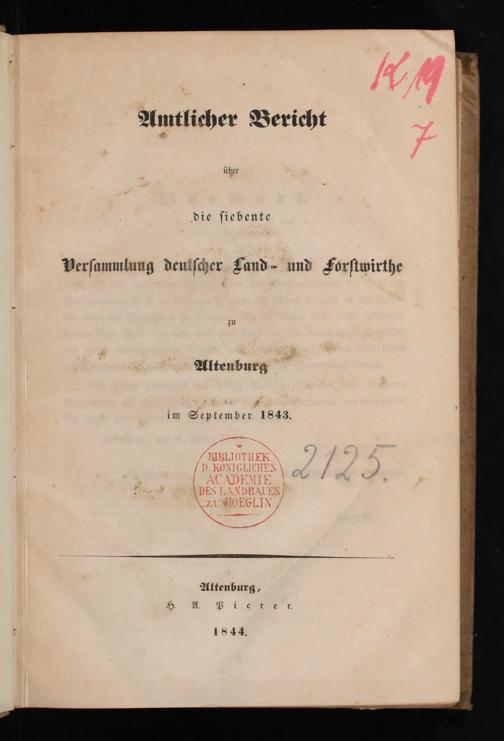 K 19
7
Amtlicher Bericht
über
die siebente
Versammlung deutscher Land- und Forstwirthe
zu
Altenburg
im September 1843.
BIBLIOTHEK
D. KÖNIGLICHEN
ACADEMIE
DES LANDBAUES
ZU MOEGLIN
2125.
Altenburg,
H. A. Pierer.
1844.